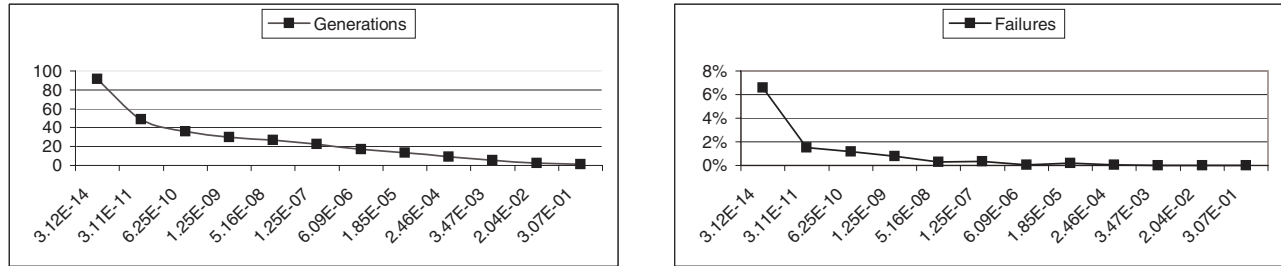 Generations
100
80
60
40
20
0
3.12E-14
3.11E-11
6.25E-10
1.25E-09
5.16E-08
1.25E-07
6.09E-06
1.85E-05
2.46E-04
3.47E-03
2.04E-02
3.07E-01
Failures
8%
6%
4%
2%
0%
3.12E-14
3.11E-11
6.25E-10
1.25E-09
5.16E-08
1.25E-07
6.09E-06
1.85E-05
2.46E-04
3.47E-03
2.04E-02
3.07E-01